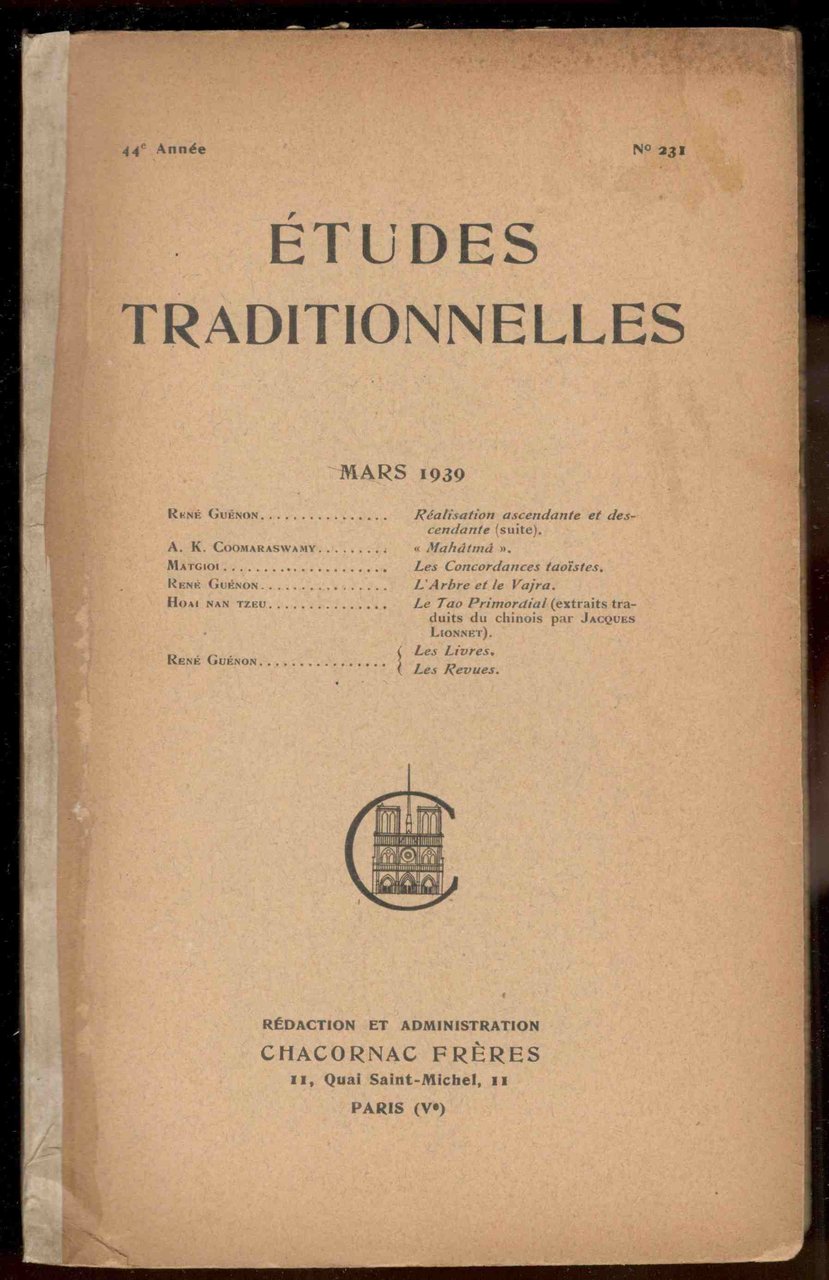 44e Année
No 231
ÉTUDES
TRADITIONNELLES
MARS 1939
RENÉ GUÉNON................ Réalisation ascendante et des-
cendante (suite).
A. K. COOMARASWAMY......... « Mahâtmâ ».
MATGIOI..................... Les Concordances taoïstes.
RENÉ GUÉNON................ L'Arbre et le Vajra.
HOAI NAN TZEU............... Le Tao Primordial (extraits tra-
duits du chinois par JACQUES
LIONNET).
RENÉ GUÉNON................ { Les Livres.
Les Revues.
C
RÉDACTION ET ADMINISTRATION
CHACORNAC FRÈRES
11, Quai Saint-Michel, 11
PARIS (Ve)